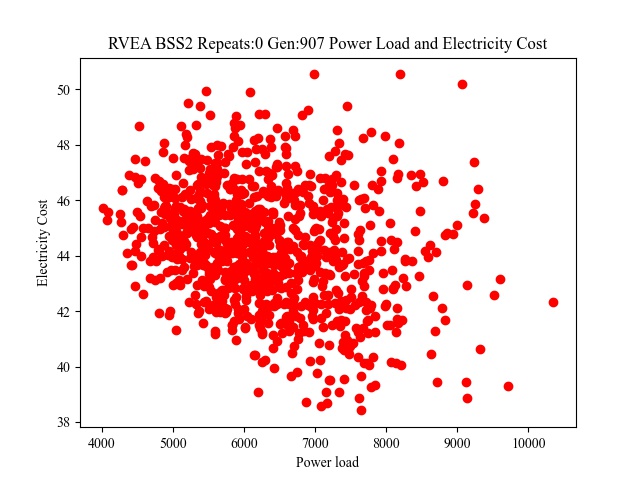 RVEA BSS2 Repeats:0 Gen:907 Power Load and Electricity Cost
Electricity Cost
50
48
46
44
42
40
38
4000 5000 6000 7000 8000 9000 10000
Power load